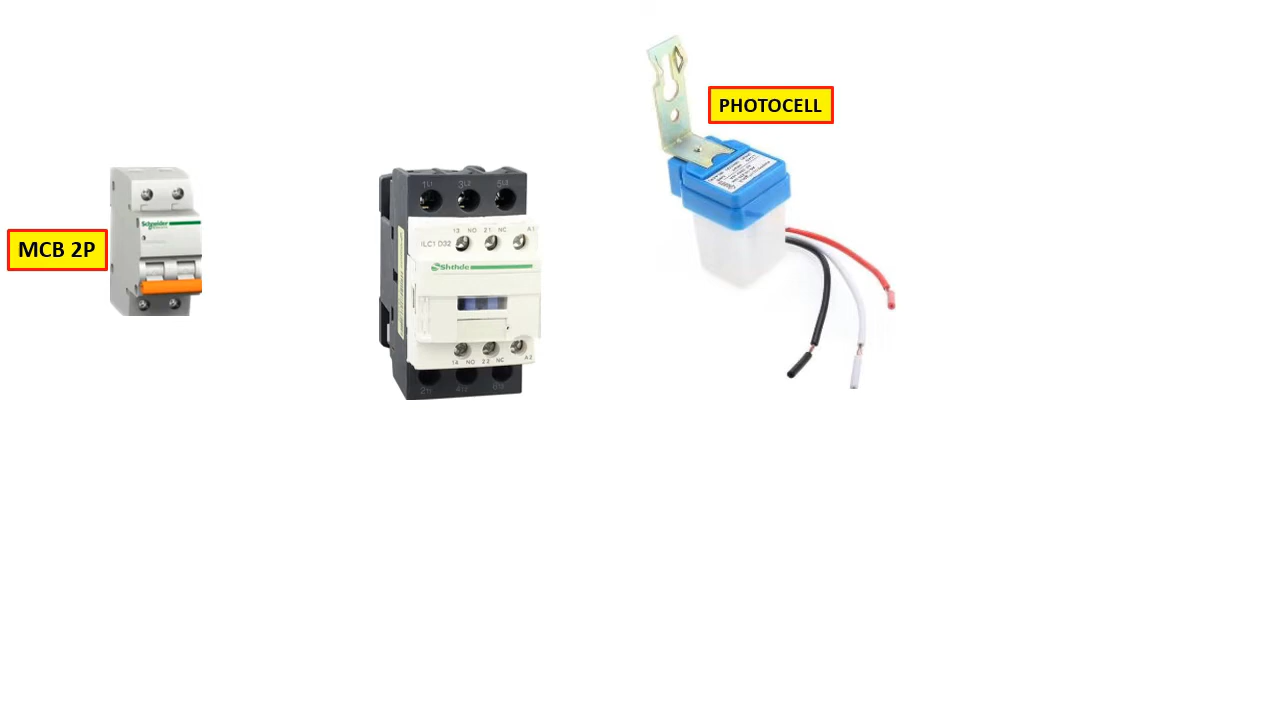 PHOTOCELL
MCB 2P
Schneider
1L1 3L2 5L3
13 NO 21 NC A1
LC1 D32
Shthde
14 NO 22 NC A2
2T1 4T2 6T3